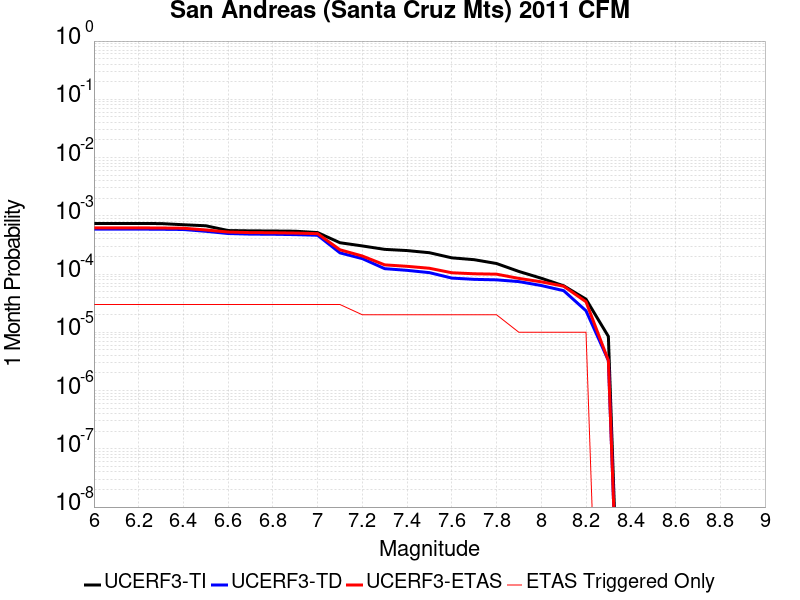 San Andreas (Santa Cruz Mts) 2011 CFM
10^0
10^-1
10^-2
10^-3
10^-4
10^-5
10^-6
10^-7
10^-8
1 Month Probability
6 6.2 6.4 6.6 6.8 7 7.2 7.4 7.6 7.8 8 8.2 8.4 8.6 8.8 9
Magnitude
UCERF3-TI UCERF3-TD UCERF3-ETAS ETAS Triggered Only